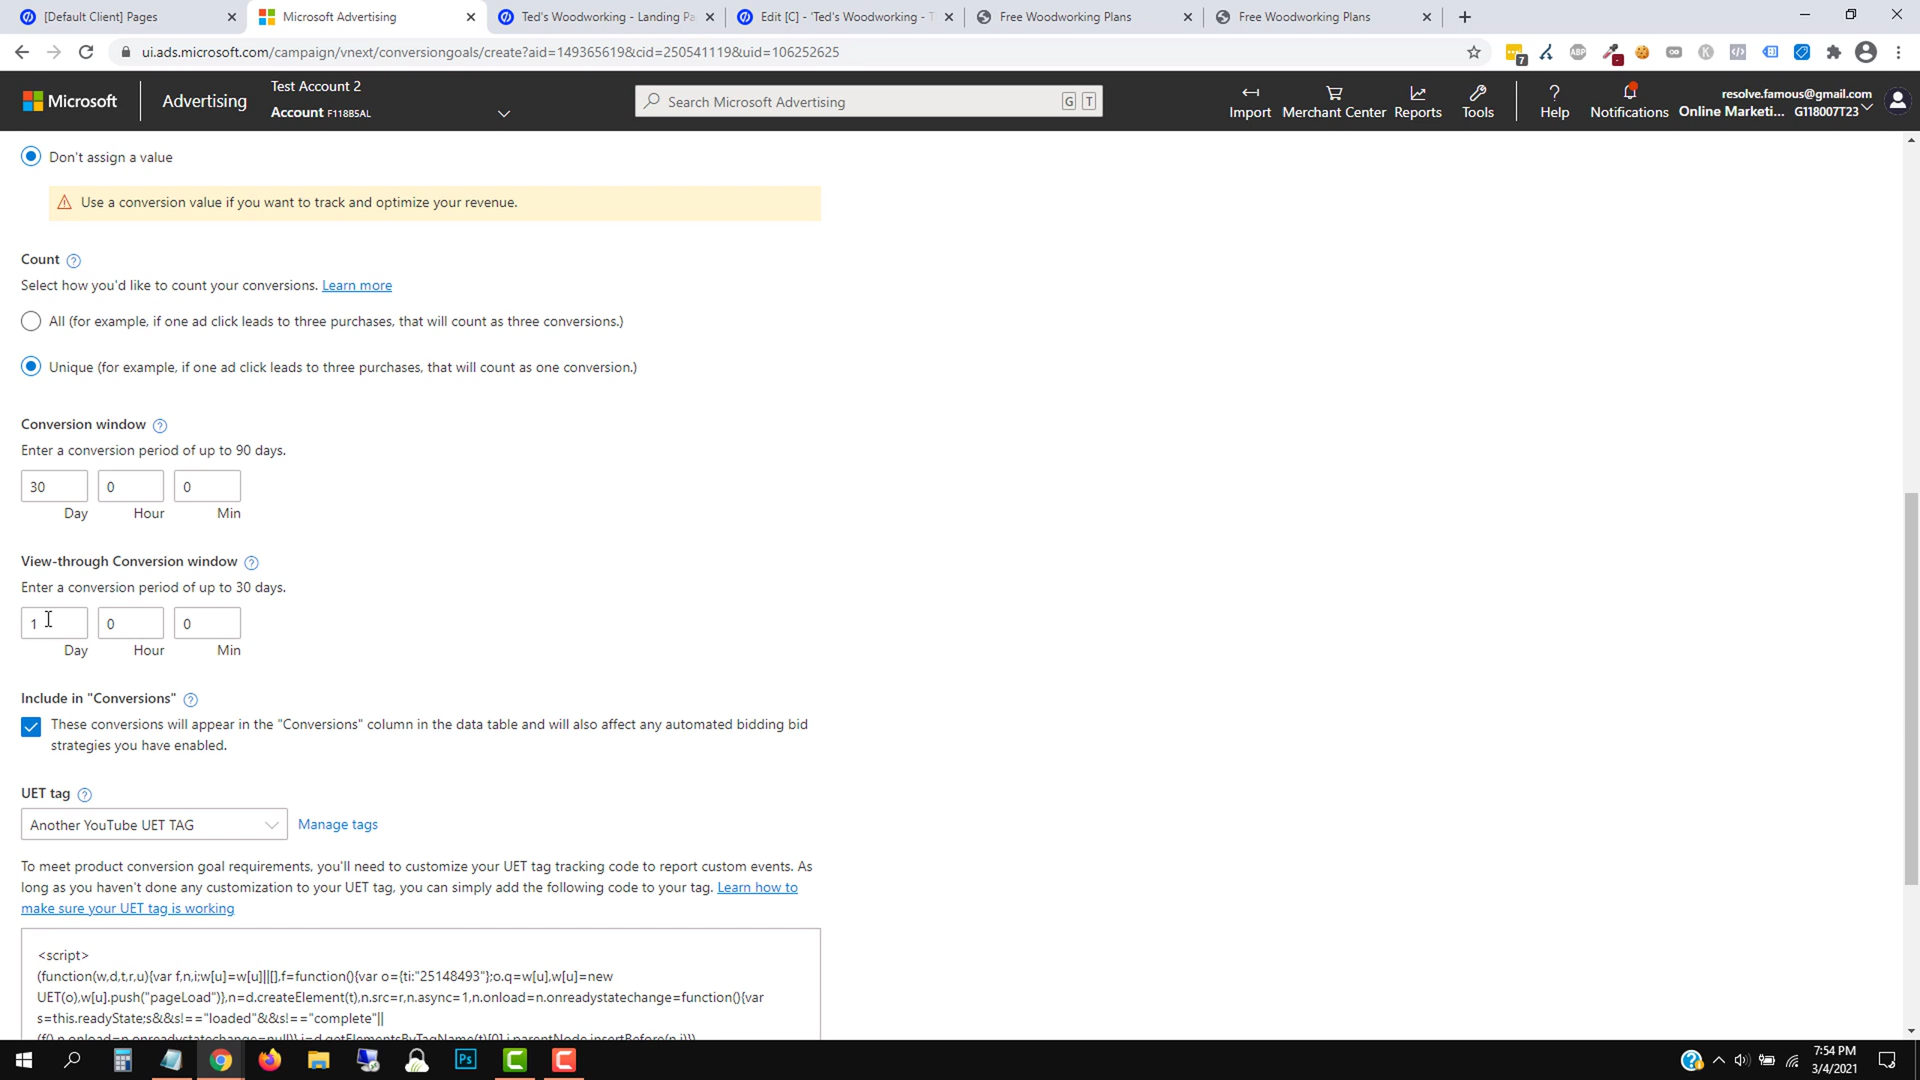 [Default Client] Pages
Microsoft Advertising
Ted's Woodworking - Landing Pa
Edit [C] - 'Ted's Woodworking - T
Free Woodworking Plans
Free Woodworking Plans
ui.ads.microsoft.com/campaign/vnext/conversiongoals/create?aid=149365619&cid=250541119&uid=106252625
Microsoft
Advertising
Test Account 2
Account F118B5AL
Search Microsoft Advertising
G T
Import
Merchant Center
Reports
Tools
Help
Notifications
resolve.famous@gmail.com
Online Marketi... G118007T23
Don't assign a value
Use a conversion value if you want to track and optimize your revenue.
Count
Select how you'd like to count your conversions. Learn more
All (for example, if one ad click leads to three purchases, that will count as three conversions.)
Unique (for example, if one ad click leads to three purchases, that will count as one conversion.)
Conversion window
Enter a conversion period of up to 90 days.
30 0 0
Day Hour Min
View-through Conversion window
Enter a conversion period of up to 30 days.
1 0 0
Day Hour Min
Include in "Conversions"
These conversions will appear in the "Conversions" column in the data table and will also affect any automated bidding bid
strategies you have enabled.
UET tag
Another YouTube UET TAG
Manage tags
To meet product conversion goal requirements, you'll need to customize your UET tag tracking code to report custom events. As
long as you haven't done any customization to your UET tag, you can simply add the following code to your tag. Learn how to
make sure your UET tag is working
<script>
(function(w,d,t,r,u){var f,n,i;w[u]=w[u]||[],f=function(){var o={ti:"25148493"};o.q=w[u],w[u]=new
UET(o),w[u].push("pageLoad")},n=d.createElement(t),n.src=r,n.async=1,n.onload=n.onreadystatechange=function(){var
s=this.readyState;s&&s!=="loaded"&&s!=="complete"||
(f(),n.onload=n.onreadystatechange=null)},i=d.getElementsByTagName(t)[0],i.parentNode.insertBefore(n,i)})
7:54 PM
3/4/2021